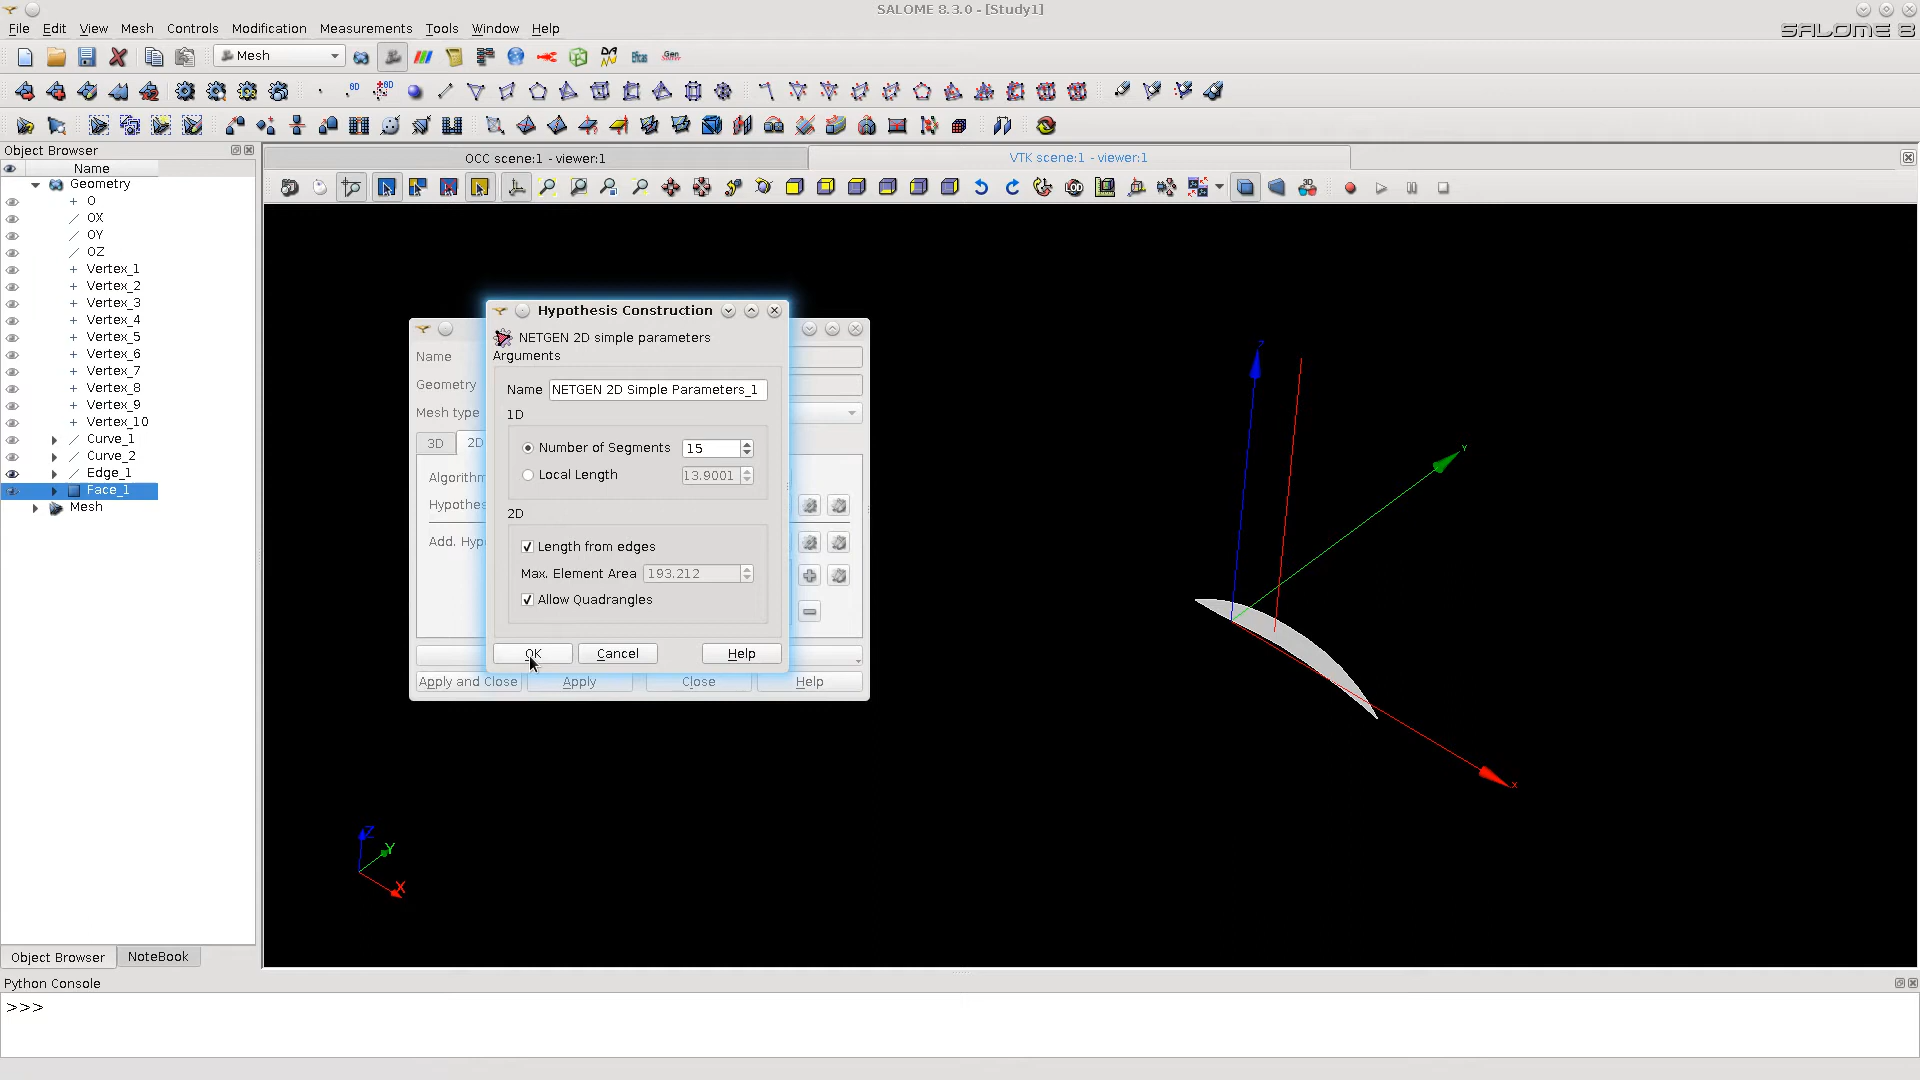 SALOME 8.3.0 - [Study1]
File Edit View Mesh Controls Modification Measurements Tools Window Help
SALOME 8
Mesh
Object Browser
OCC scene:1 - viewer:1
VTK scene:1 - viewer:1
Name
Geometry
O
OX
OY
OZ
Vertex_1
Vertex_2
Vertex_3
Vertex_4
Vertex_5
Vertex_6
Vertex_7
Vertex_8
Vertex_9
Vertex_10
Curve_1
Curve_2
Edge_1
Face_1
Mesh
Name
Geometry
Mesh type
3D 2D
Algorithm
Hypothes
Add. Hyp
Apply and Close Apply Close Help
Hypothesis Construction
NETGEN 2D simple parameters
Arguments
Name NETGEN 2D Simple Parameters_1
1D
Number of Segments 15
Local Length 13.9001
2D
Length from edges
Max. Element Area 193.212
Allow Quadrangles
OK Cancel Help
Z
Y
X
Z
Y
X
Object Browser NoteBook
Python Console
>>>